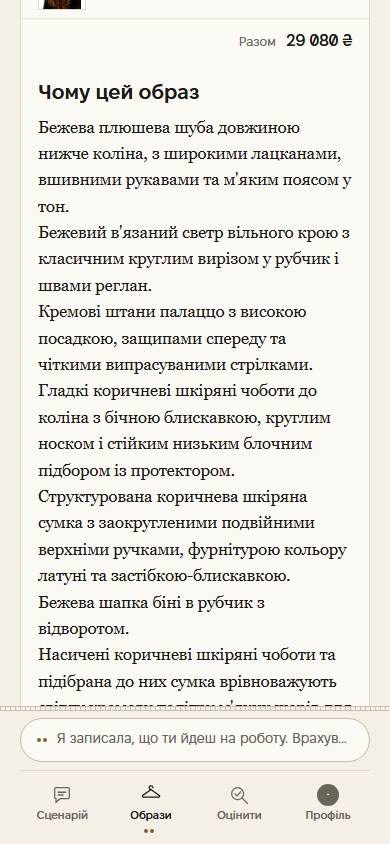 Разом 29 080 ₴
Чому цей образ
Бежева плюшева шуба довжиною
нижче коліна, з широкими лацканами,
вшивними рукавами та м'яким поясом у
тон.
Бежевий в'язаний светр вільного крою з
класичним круглим вирізом у рубчик і
швами реглан.
Кремові штани палаццо з високою
посадкою, защипами спереду та
чіткими випрасуваними стрілками.
Гладкі коричневі шкіряні чоботи до
коліна з бічною блискавкою, круглим
носком і стійким низьким блочним
підбором із протектором.
Структурована коричнева шкіряна
сумка з заокругленими подвійними
верхніми ручками, фурнітурою кольору
латуні та застібкою-блискавкою.
Бежева шапка біні в рубчик з
відворотом.
Насичені коричневі шкіряні чоботи та
підібрана до них сумка врівноважують
Я записала, що ти йдеш на роботу. Врахув...
Сценарій Образи Оцінити Профіль